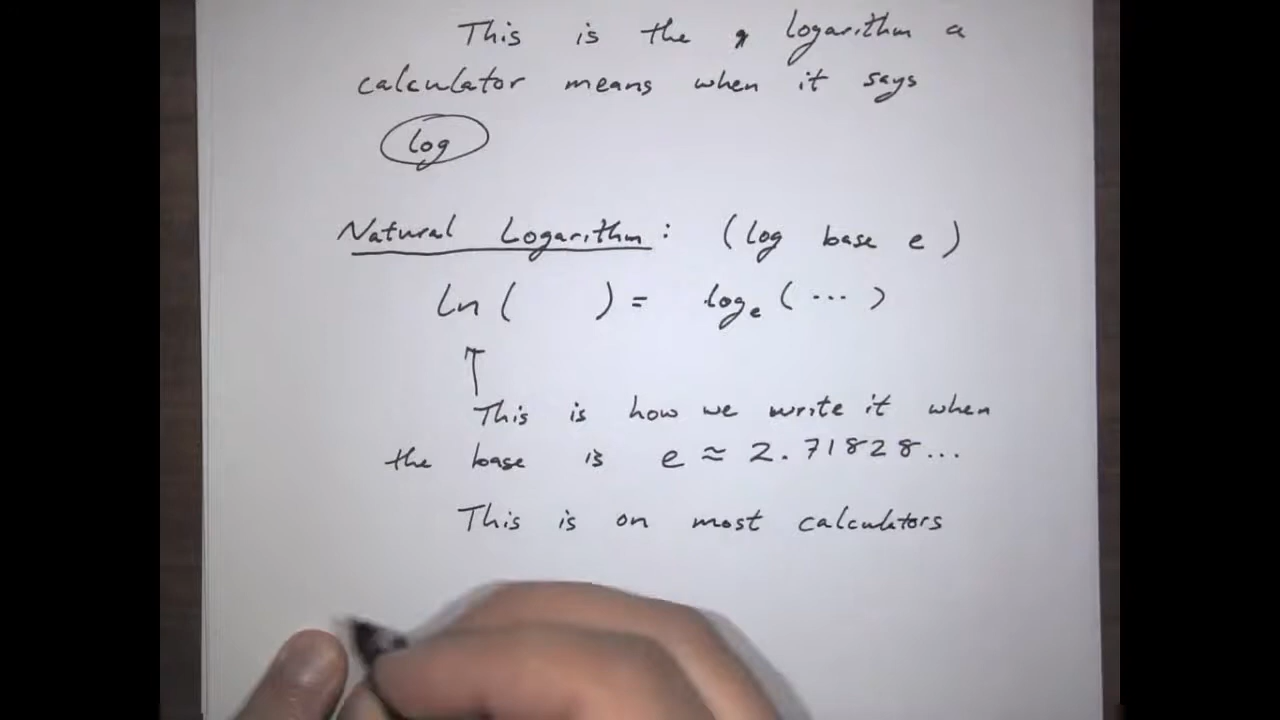 This is the logarithm a
calculator means when it says
log
Natural Logarithm: (log base e)
ln ( ) = logₑ (...)
↑
This is how we write it when
the base is e ≈ 2.71828...
This is on most calculators